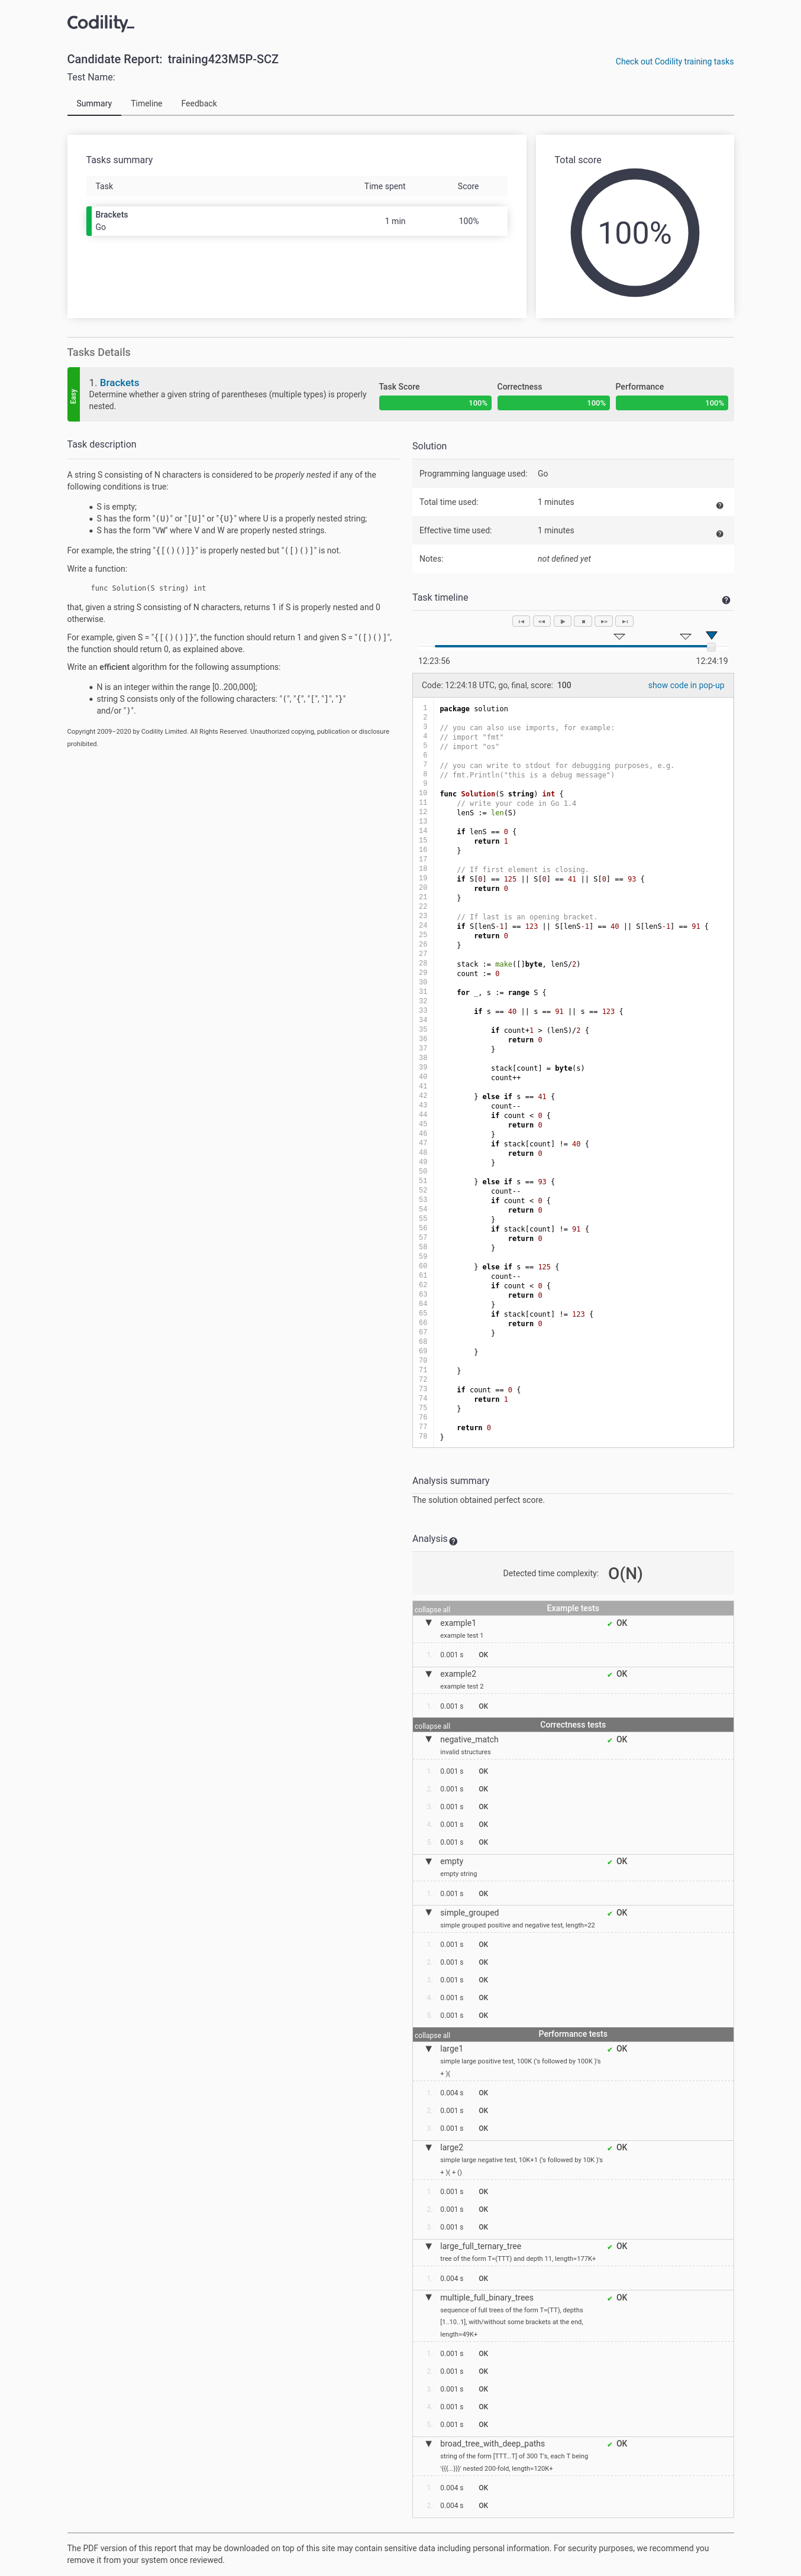 Codility_
Candidate Report: training423M5P-SCZ
Check out Codility training tasks
Test Name:
Summary Timeline Feedback
Tasks summary
Task Time spent Score
Brackets
Go
1 min 100%
Total score
100%
Tasks Details
Easy
1. Brackets
Determine whether a given string of parentheses (multiple types) is properly
nested.
Task Score Correctness Performance
100% 100% 100%
Task description
A string S consisting of N characters is considered to be properly nested if any of the
following conditions is true:
• S is empty;
• S has the form "(U)" or "[U]" or "{U}" where U is a properly nested string;
• S has the form "VW" where V and W are properly nested strings.
For example, the string "{[()()]}" is properly nested but "([)()]" is not.
Write a function:
func Solution(S string) int
that, given a string S consisting of N characters, returns 1 if S is properly nested and 0
otherwise.
For example, given S = "{[()()]}", the function should return 1 and given S = "([)()]",
the function should return 0, as explained above.
Write an efficient algorithm for the following assumptions:
• N is an integer within the range [0..200,000];
• string S consists only of the following characters: "(", "{", "[", "]", "}"
and/or ")".
Copyright 2009–2020 by Codility Limited. All Rights Reserved. Unauthorized copying, publication or disclosure
prohibited.
Solution
Programming language used: Go
Total time used: 1 minutes
Effective time used: 1 minutes
Notes: not defined yet
Task timeline
12:23:56 12:24:19
Code: 12:24:18 UTC, go, final, score: 100
show code in pop-up
1 package solution
2
3 // you can also use imports, for example:
4 // import "fmt"
5 // import "os"
6
7 // you can write to stdout for debugging purposes, e.g.
8 // fmt.Println("this is a debug message")
9
10 func Solution(S string) int {
11 // write your code in Go 1.4
12 lenS := len(S)
13
14 if lenS == 0 {
15 return 1
16 }
17
18 // If first element is closing.
19 if S[0] == 125 || S[0] == 41 || S[0] == 93 {
20 return 0
21 }
22
23 // If last is an opening bracket.
24 if S[lenS-1] == 123 || S[lenS-1] == 40 || S[lenS-1] == 91 {
25 return 0
26 }
27
28 stack := make([]byte, lenS/2)
29 count := 0
30
31 for _, s := range S {
32
33 if s == 40 || s == 91 || s == 123 {
34
35 if count+1 > (lenS)/2 {
36 return 0
37 }
38
39 stack[count] = byte(s)
40 count++
41
42 } else if s == 41 {
43 count--
44 if count < 0 {
45 return 0
46 }
47 if stack[count] != 40 {
48 return 0
49 }
50
51 } else if s == 93 {
52 count--
53 if count < 0 {
54 return 0
55 }
56 if stack[count] != 91 {
57 return 0
58 }
59
60 } else if s == 125 {
61 count--
62 if count < 0 {
63 return 0
64 }
65 if stack[count] != 123 {
66 return 0
67 }
68
69 }
70
71 }
72
73 if count == 0 {
74 return 1
75 }
76
77 return 0
78 }
Analysis summary
The solution obtained perfect score.
Analysis
Detected time complexity: O(N)
collapse all Example tests
▼ example1 ✔ OK
example test 1
1. 0.001 s OK
▼ example2 ✔ OK
example test 2
1. 0.001 s OK
collapse all Correctness tests
▼ negative_match ✔ OK
invalid structures
1. 0.001 s OK
2. 0.001 s OK
3. 0.001 s OK
4. 0.001 s OK
5. 0.001 s OK
▼ empty ✔ OK
empty string
1. 0.001 s OK
▼ simple_grouped ✔ OK
simple grouped positive and negative test, length=22
1. 0.001 s OK
2. 0.001 s OK
3. 0.001 s OK
4. 0.001 s OK
5. 0.001 s OK
collapse all Performance tests
▼ large1 ✔ OK
simple large positive test, 100K ('s followed by 100K )'s
+ )(
1. 0.004 s OK
2. 0.001 s OK
3. 0.001 s OK
▼ large2 ✔ OK
simple large negative test, 10K+1 ('s followed by 10K )'s
+ )( + ()
1. 0.001 s OK
2. 0.001 s OK
3. 0.001 s OK
▼ large_full_ternary_tree ✔ OK
tree of the form T=(TTT) and depth 11, length=177K+
1. 0.004 s OK
▼ multiple_full_binary_trees ✔ OK
sequence of full trees of the form T=(TT), depths
[1..10..1], with/without some brackets at the end,
length=49K+
1. 0.001 s OK
2. 0.001 s OK
3. 0.001 s OK
4. 0.001 s OK
5. 0.001 s OK
▼ broad_tree_with_deep_paths ✔ OK
string of the form [TTT...T] of 300 T's, each T being
'{{{...}}}' nested 200-fold, length=120K+
1. 0.004 s OK
2. 0.004 s OK
The PDF version of this report that may be downloaded on top of this site may contain sensitive data including personal information. For security purposes, we recommend you
remove it from your system once reviewed.